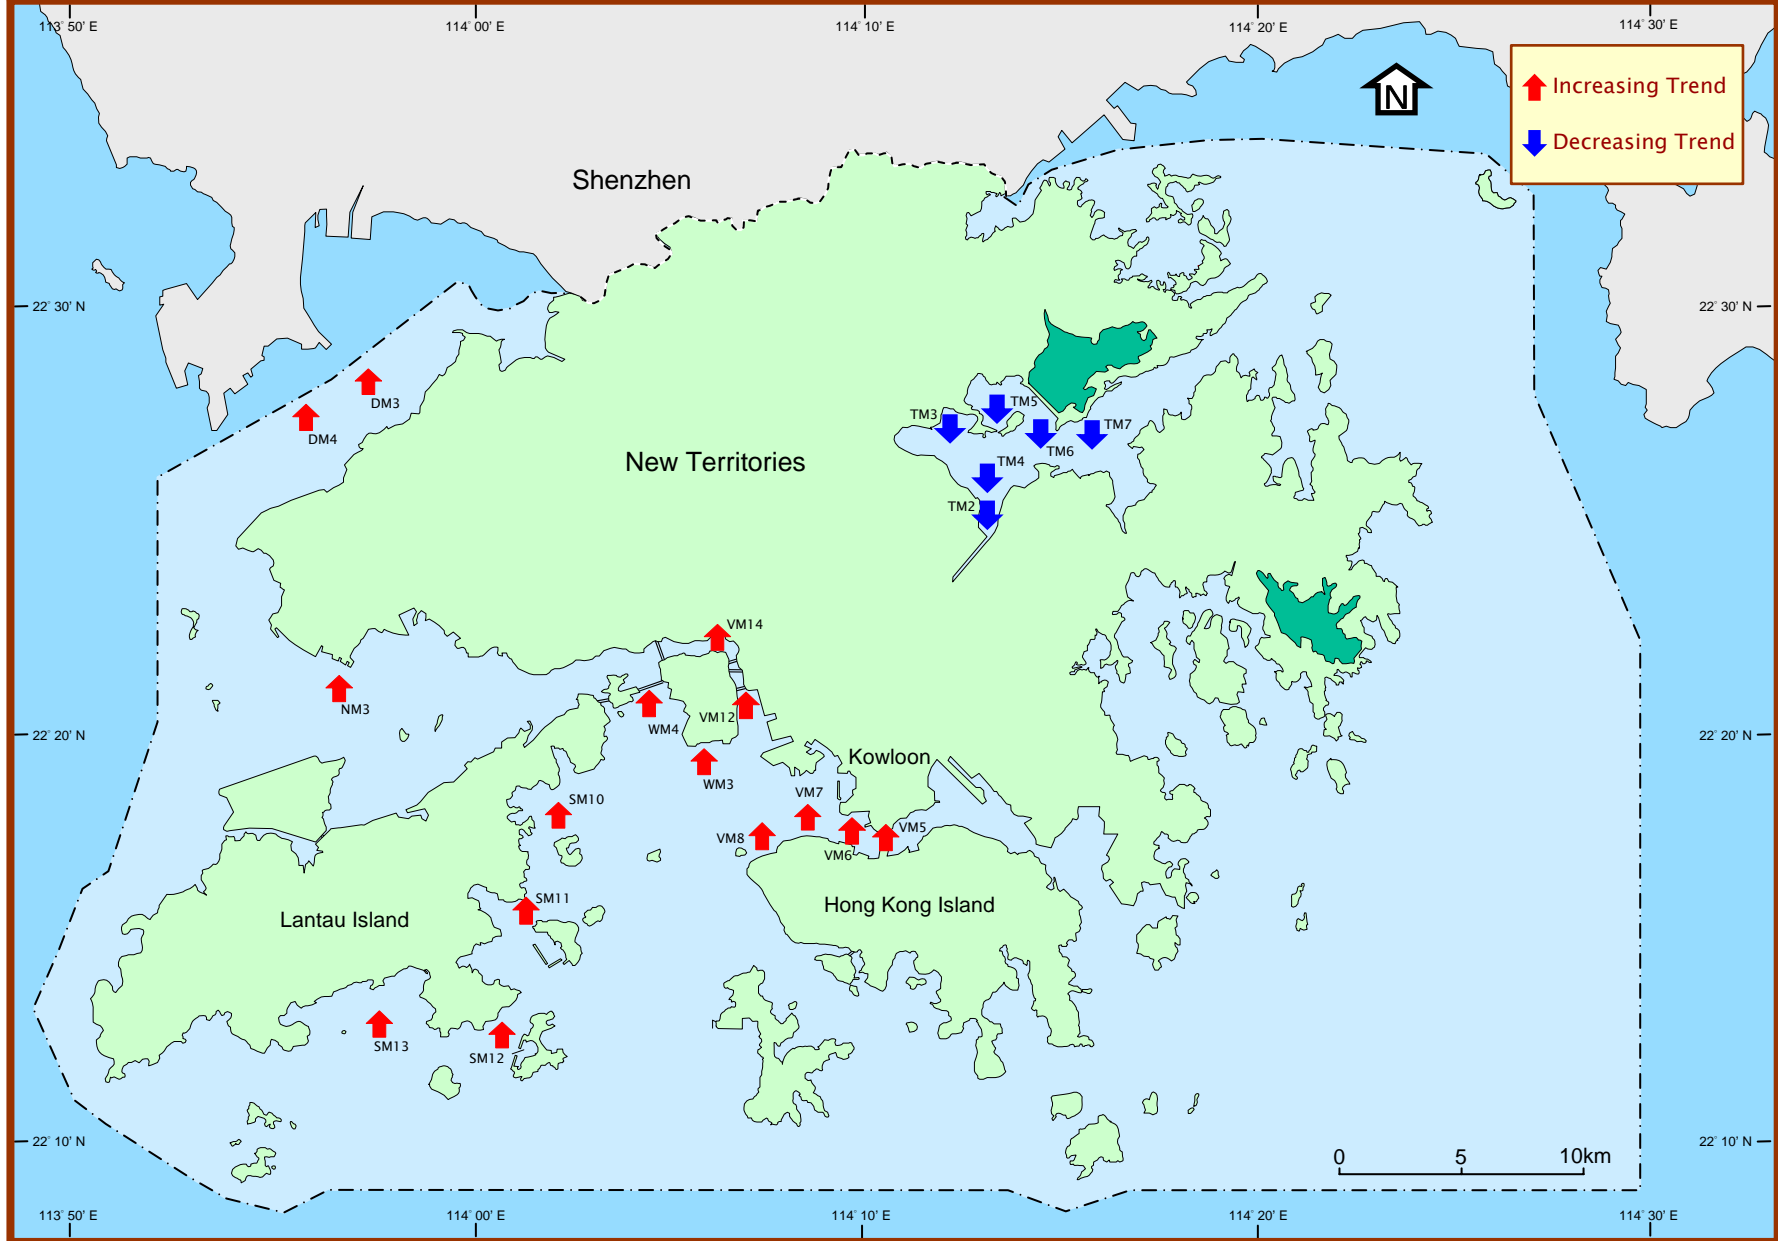 113° 50' E
114° 00' E
114° 10' E
114° 20' E
114° 30' E
Increasing Trend
Decreasing Trend
N
Shenzhen
22° 30' N
22° 30' N
DM3
DM4
TM5
TM3
TM7
TM6
TM4
TM2
New Territories
VM14
NM3
WM4
VM12
22° 20' N
22° 20' N
Kowloon
WM3
SM10
VM7
VM8
VM6
VM5
SM11
Lantau Island
Hong Kong Island
SM13
SM12
22° 10' N
22° 10' N
0 5 10km
113° 50' E
114° 00' E
114° 10' E
114° 20' E
114° 30' E